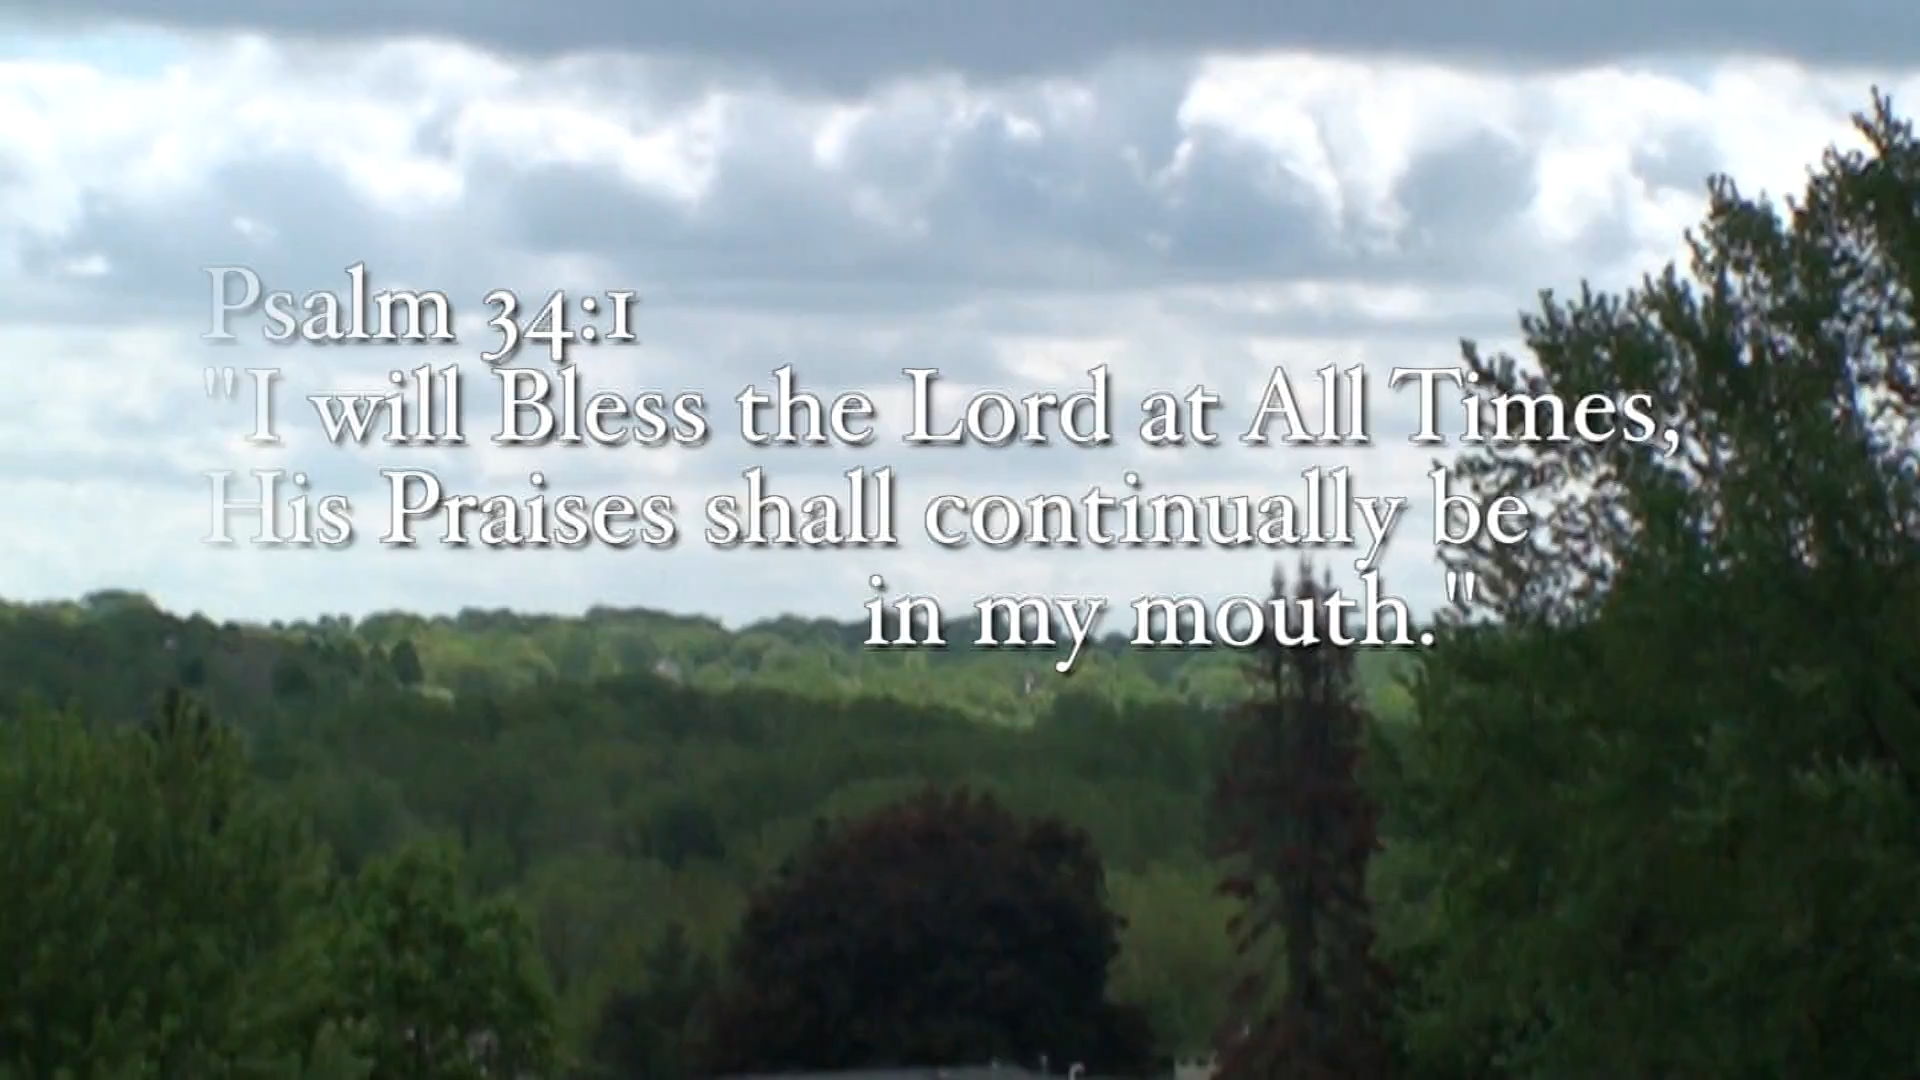 Psalm 34:1
"I will Bless the Lord at All Times,
His Praises shall continually be
in my mouth."